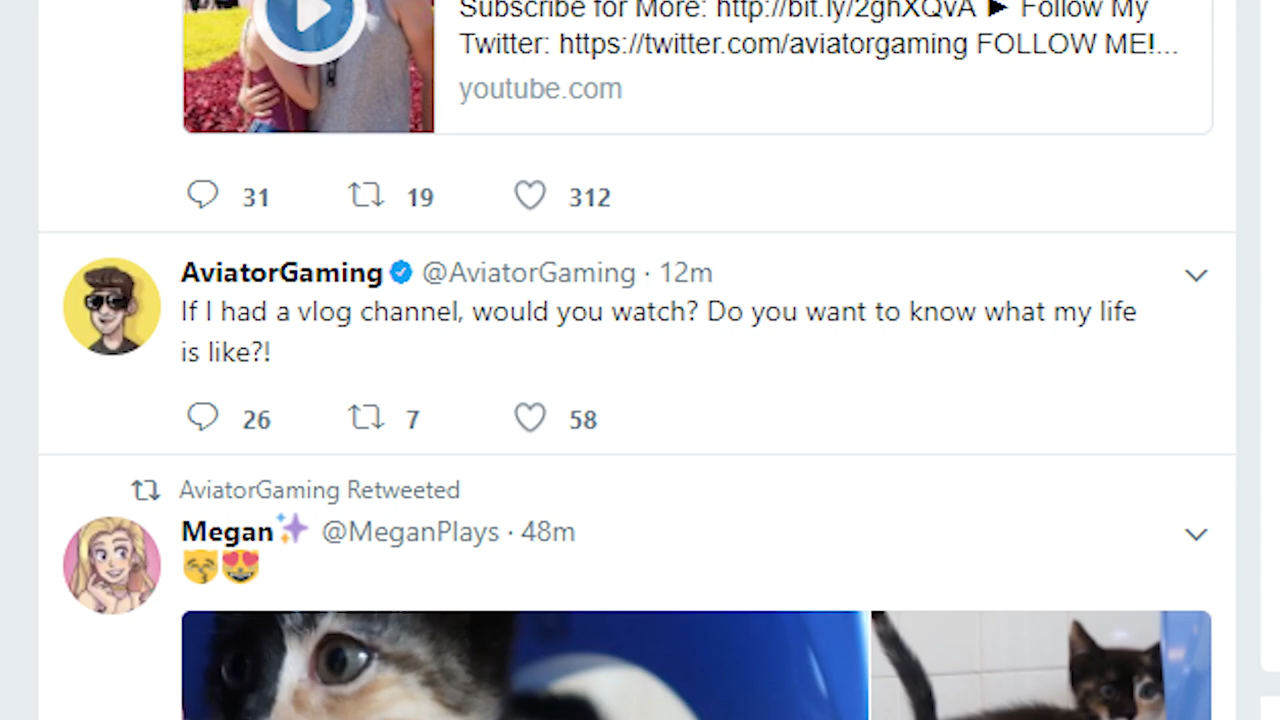 Subscribe for More: http://bit.ly/2ghXQvA ► Follow My
Twitter: https://twitter.com/aviatorgaming FOLLOW ME!...
youtube.com
31 19 312
AviatorGaming @AviatorGaming · 12m
If I had a vlog channel, would you watch? Do you want to know what my life
is like?!
26 7 58
AviatorGaming Retweeted
Megan✨ @MeganPlays · 48m
😽😻